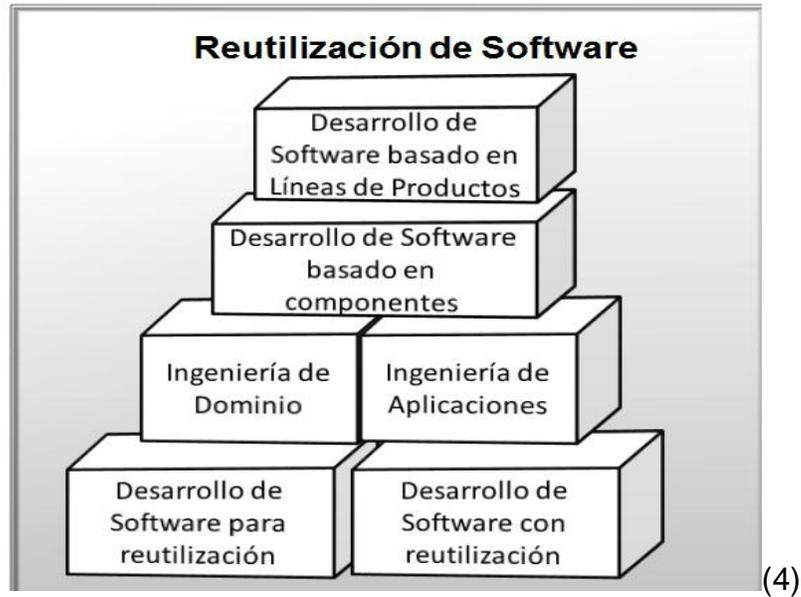 Reutilización de Software
Desarrollo de
Software basado en
Líneas de Productos
Desarrollo de Software
basado en
componentes
Ingeniería de
Dominio
Ingeniería de
Aplicaciones
Desarrollo de
Software para
reutilización
Desarrollo de
Software con
reutilización
(4)